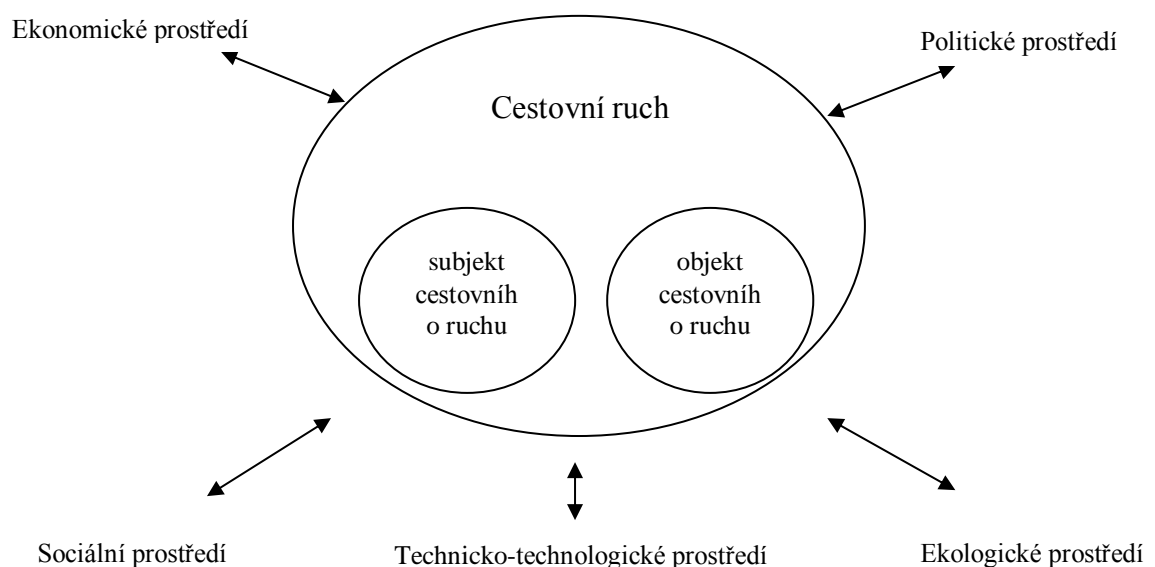 Ekonomické prostředí
Politické prostředí
Cestovní ruch
subjekt
cestovníh
o ruchu
objekt
cestovníh
o ruchu
Sociální prostředí
Technicko-technologické prostředí
Ekologické prostředí